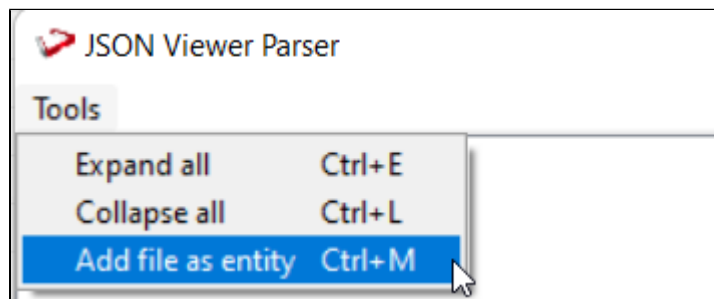 JSON Viewer Parser
Tools
Expand all Ctrl+E
Collapse all Ctrl+L
Add file as entity Ctrl+M